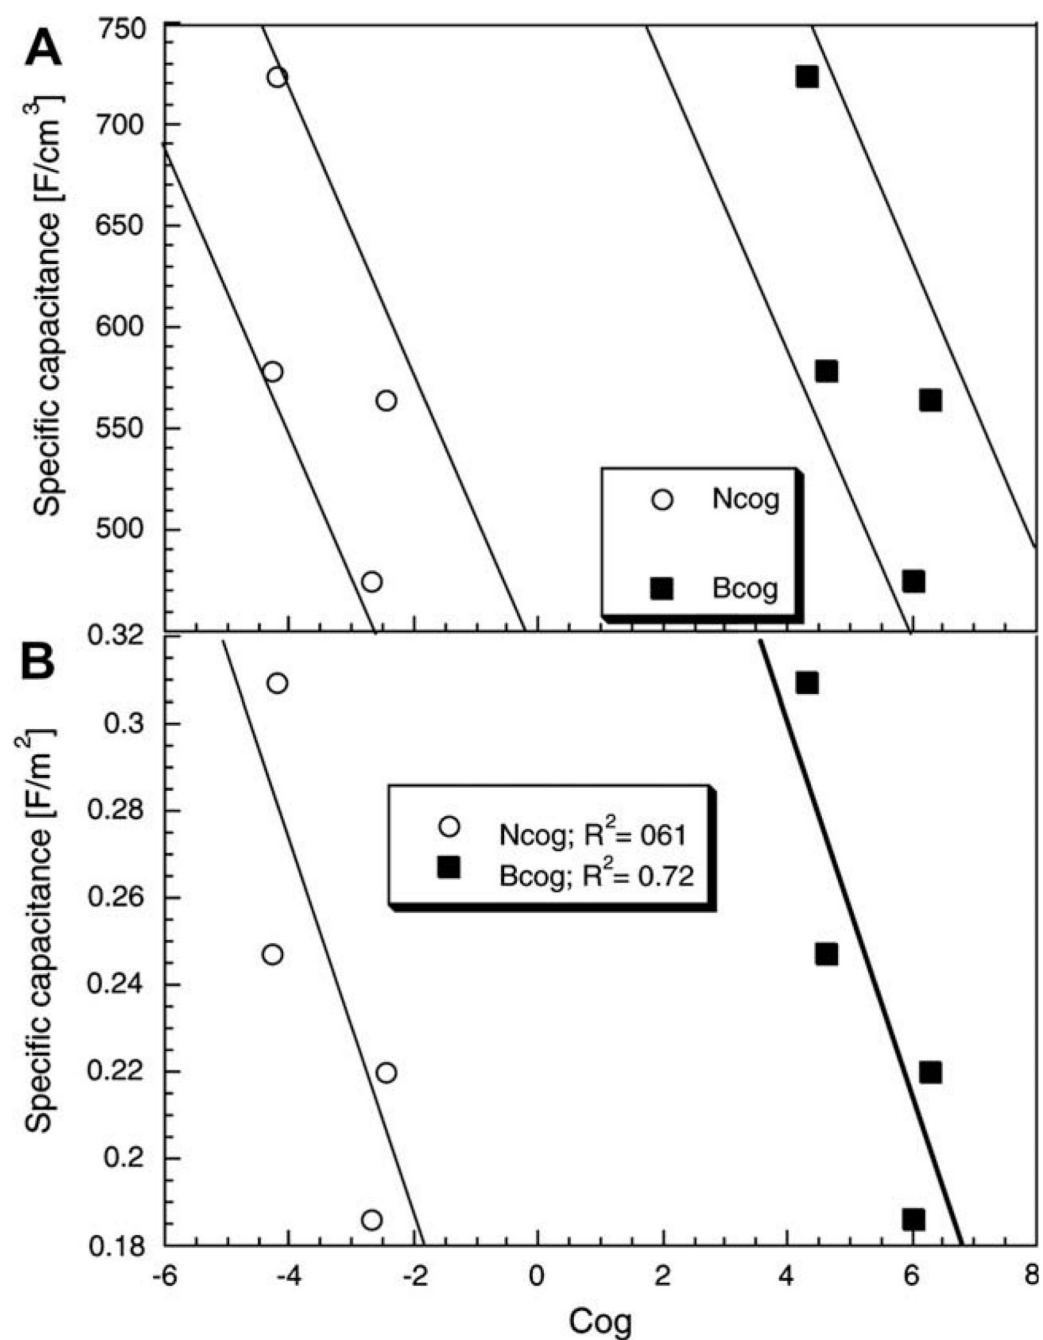 A
Specific capacitance [F/cm³]
750
700
650
600
550
500
Ncog
Bcog
B
Specific capacitance [F/m²]
0.32
0.3
0.28
0.26
0.24
0.22
0.2
0.18
Ncog; R²= 061
Bcog; R²= 0.72
-6 -4 -2 0 2 4 6 8
Cog